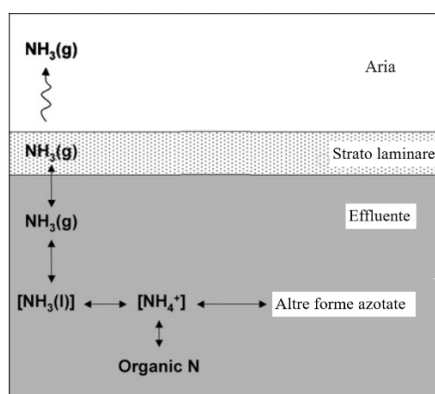 NH₃(g)
Aria
NH₃(g)
Strato laminare
NH₃(g)
Effluente
[NH₃(l)]
[NH₄⁺]
Altre forme azotate
Organic N